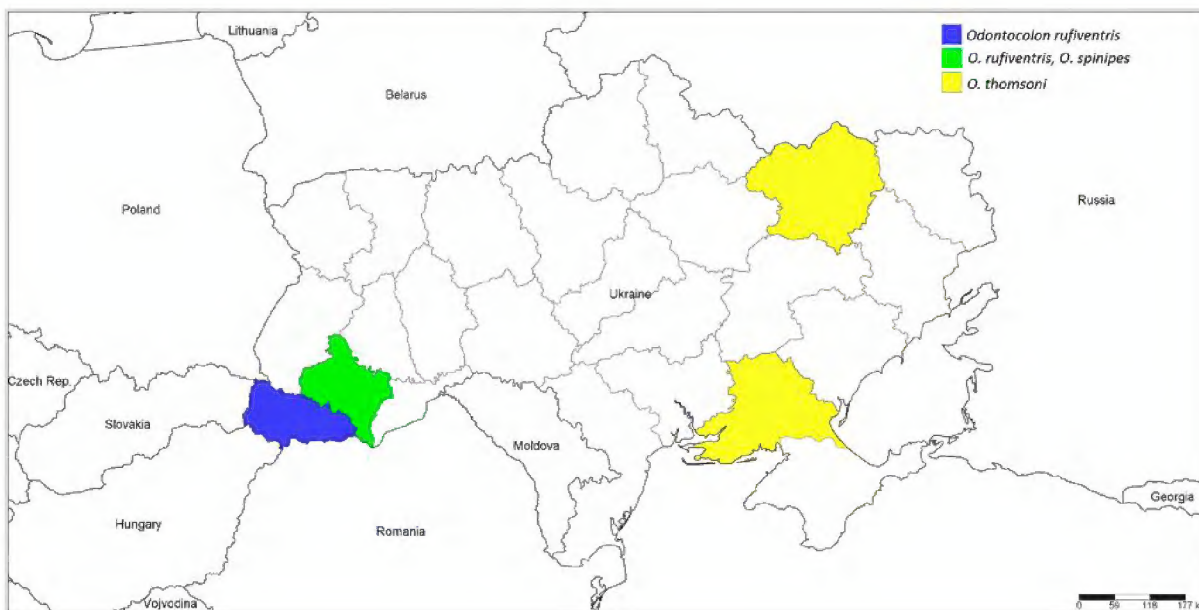 Lithuania
Odontocolon rufiventris
O. rufiventris, O. spinipes
O. thomsoni
Belarus
Poland
Russia
Ukraine
Czech Rep.
Slovakia
Moldova
Hungary
Romania
Georgia
Vojvodina
0 59 118 177